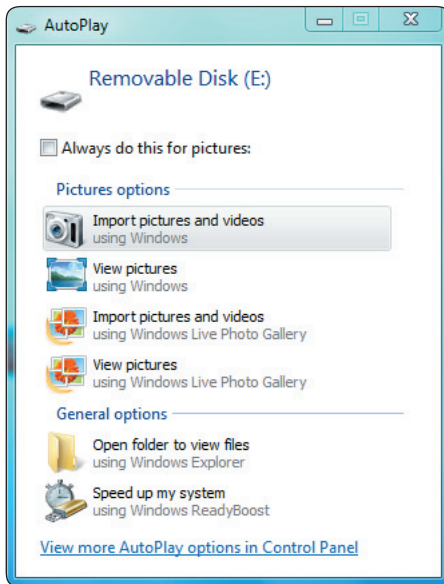 AutoPlay
Removable Disk (E:)
Always do this for pictures:
Pictures options
Import pictures and videos
using Windows
View pictures
using Windows
Import pictures and videos
using Windows Live Photo Gallery
View pictures
using Windows Live Photo Gallery
General options
Open folder to view files
using Windows Explorer
Speed up my system
using Windows ReadyBoost
View more AutoPlay options in Control Panel